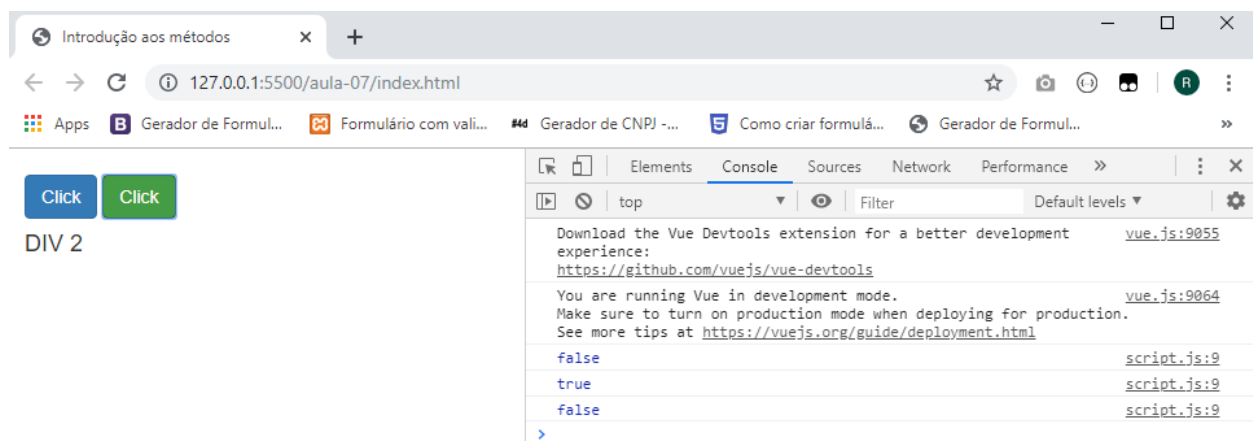 Introdução aos métodos
127.0.0.1:5500/aula-07/index.html
R
Apps B Gerador de Formul... Formulário com vali... #4d Gerador de CNPJ -... 5 Como criar formulá... Gerador de Formul... »
Click Click
DIV 2
Elements Console Sources Network Performance »
top Filter Default levels
Download the Vue Devtools extension for a better development vue.js:9055
experience:
https://github.com/vuejs/vue-devtools
You are running Vue in development mode. vue.js:9064
Make sure to turn on production mode when deploying for production.
See more tips at https://vuejs.org/guide/deployment.html
false script.js:9
true script.js:9
false script.js:9